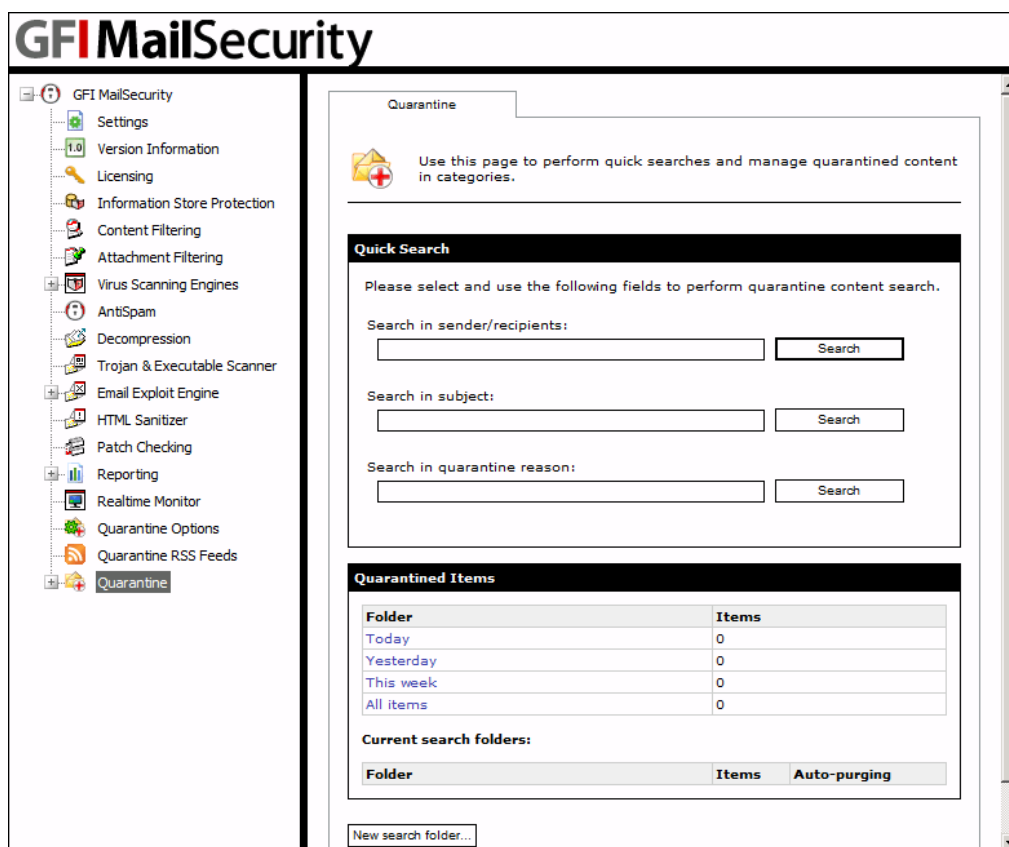 GFI MailSecurity
GFI MailSecurity
Settings
1.0
Version Information
Licensing
Information Store Protection
Content Filtering
Attachment Filtering
Virus Scanning Engines
AntiSpam
Decompression
Trojan & Executable Scanner
Email Exploit Engine
HTML Sanitizer
Patch Checking
Reporting
Realtime Monitor
Quarantine Options
Quarantine RSS Feeds
Quarantine
Quarantine
Use this page to perform quick searches and manage quarantined content
in categories.
Quick Search
Please select and use the following fields to perform quarantine content search.
Search in sender/recipients:
Search
Search in subject:
Search
Search in quarantine reason:
Search
Quarantined Items
Folder Items
Today 0
Yesterday 0
This week 0
All items 0
Current search folders:
Folder Items Auto-purging
New search folder...